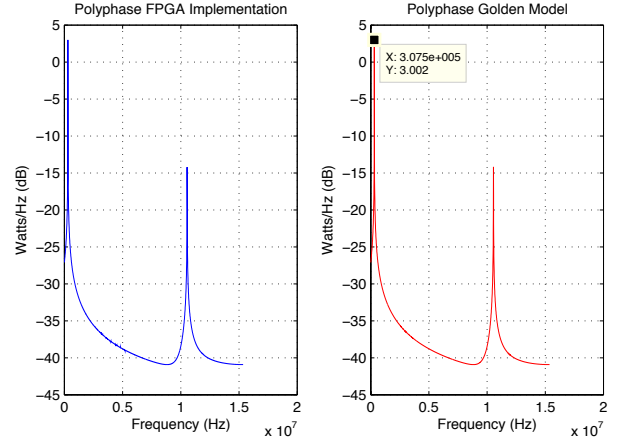 Polyphase FPGA Implementation
5
0
−5
−10
−15
−20
−25
−30
−35
−40
−45
Watts/Hz (dB)
0 0.5 1 1.5 2
x 10^7
Frequency (Hz)
Polyphase Golden Model
X: 3.075e+005
Y: 3.002
5
0
−5
−10
−15
−20
−25
−30
−35
−40
−45
Watts/Hz (dB)
0 0.5 1 1.5 2
x 10^7
Frequency (Hz)